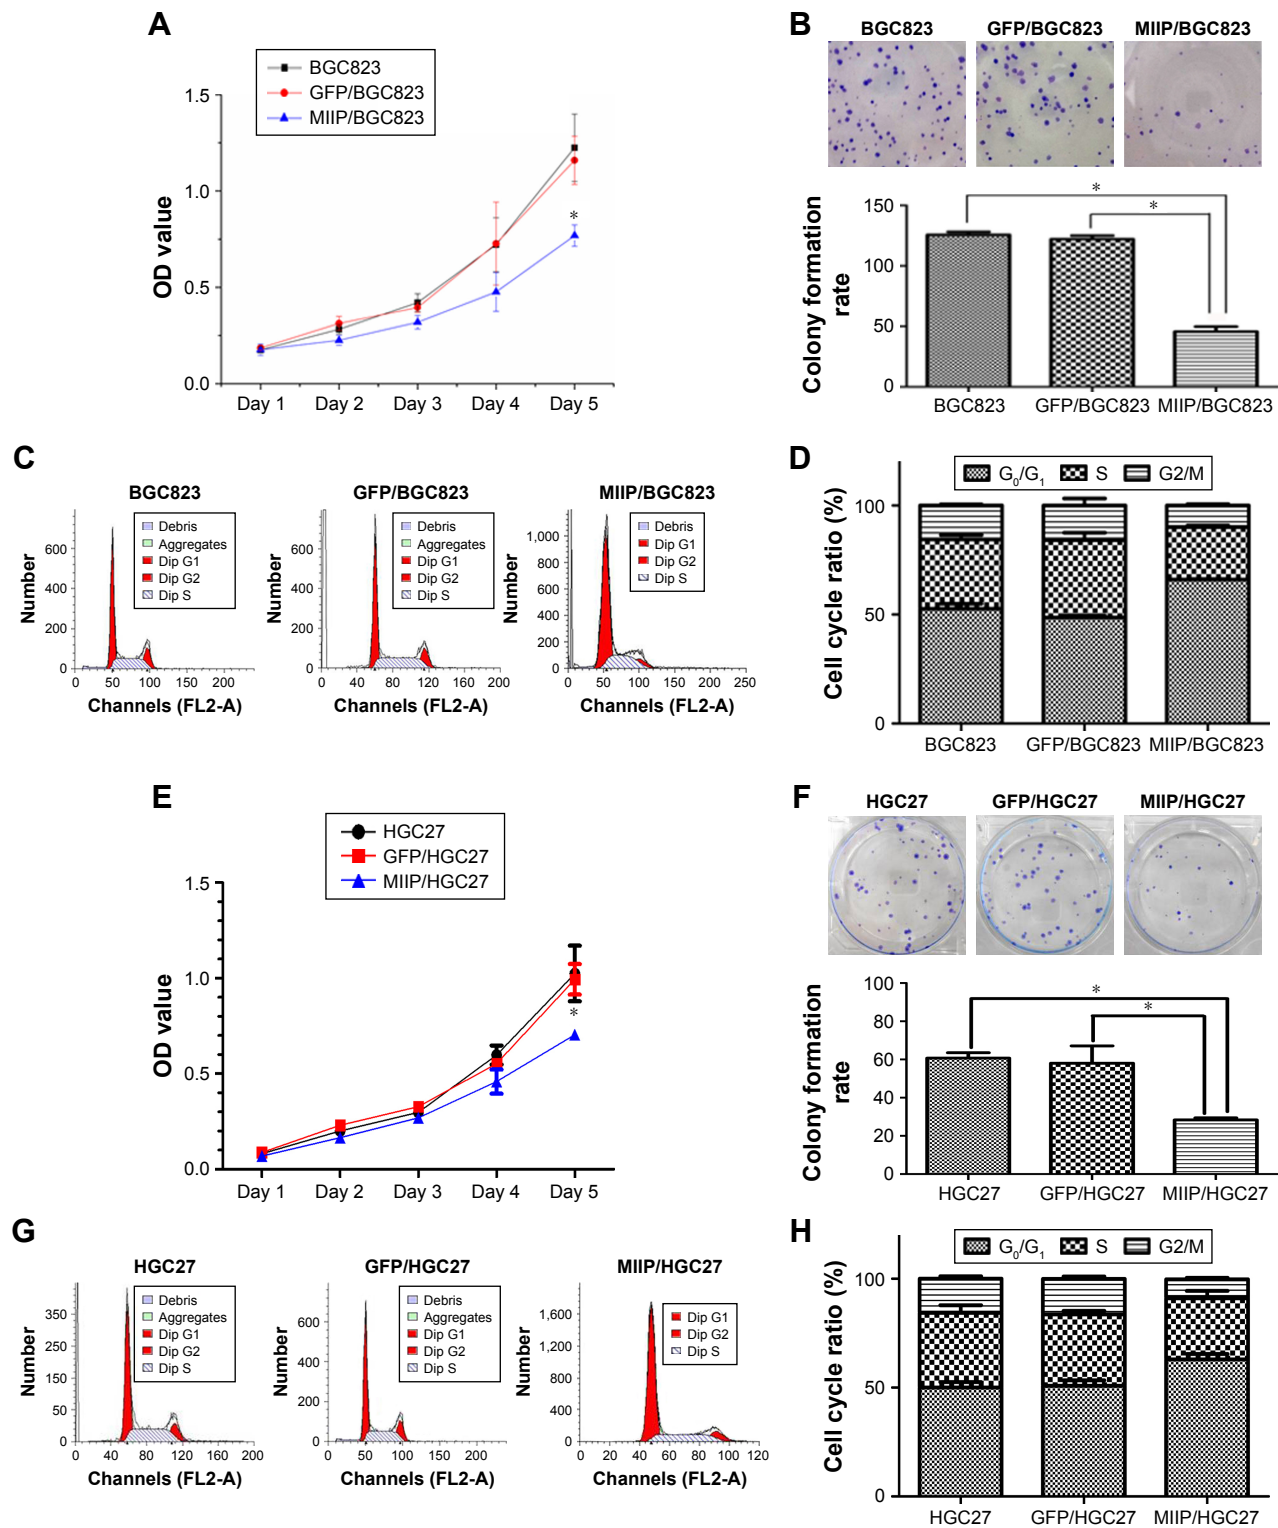 A
BGC823
GFP/BGC823
MIIP/BGC823
1.5
1.0
0.5
0.0
OD value
*
Day 1 Day 2 Day 3 Day 4 Day 5
B
BGC823 GFP/BGC823 MIIP/BGC823
Colony formation
rate
150
100
50
0
*
*
BGC823 GFP/BGC823 MIIP/BGC823
C
BGC823
Number
600
400
200
0
Debris
Aggregates
Dip G1
Dip G2
Dip S
0 50 100 150 200
Channels (FL2-A)
GFP/BGC823
Number
600
400
200
0
Debris
Aggregates
Dip G1
Dip G2
Dip S
0 40 80 120 160 200
Channels (FL2-A)
MIIP/BGC823
Number
1,000
800
600
400
200
0
Debris
Aggregates
Dip G1
Dip G2
Dip S
0 50 100 150 200 250
Channels (FL2-A)
D
G0/G1 S G2/M
Cell cycle ratio (%)
100
50
0
BGC823 GFP/BGC823 MIIP/BGC823
E
HGC27
GFP/HGC27
MIIP/HGC27
1.5
1.0
0.5
0.0
OD value
*
Day 1 Day 2 Day 3 Day 4 Day 5
F
HGC27 GFP/HGC27 MIIP/HGC27
Colony formation
rate
100
80
60
40
20
0
*
*
HGC27 GFP/HGC27 MIIP/HGC27
G
HGC27
Number
350
250
150
50
0
Debris
Aggregates
Dip G1
Dip G2
Dip S
0 40 80 120 160 200 240
Channels (FL2-A)
GFP/HGC27
Number
600
400
200
0
Debris
Aggregates
Dip G1
Dip G2
Dip S
0 50 100 150 200
Channels (FL2-A)
MIIP/HGC27
Number
1,600
1,200
800
400
0
Dip G1
Dip G2
Dip S
0 20 40 60 80 100 120
Channels (FL2-A)
H
G0/G1 S G2/M
Cell cycle ratio (%)
100
50
0
HGC27 GFP/HGC27 MIIP/HGC27